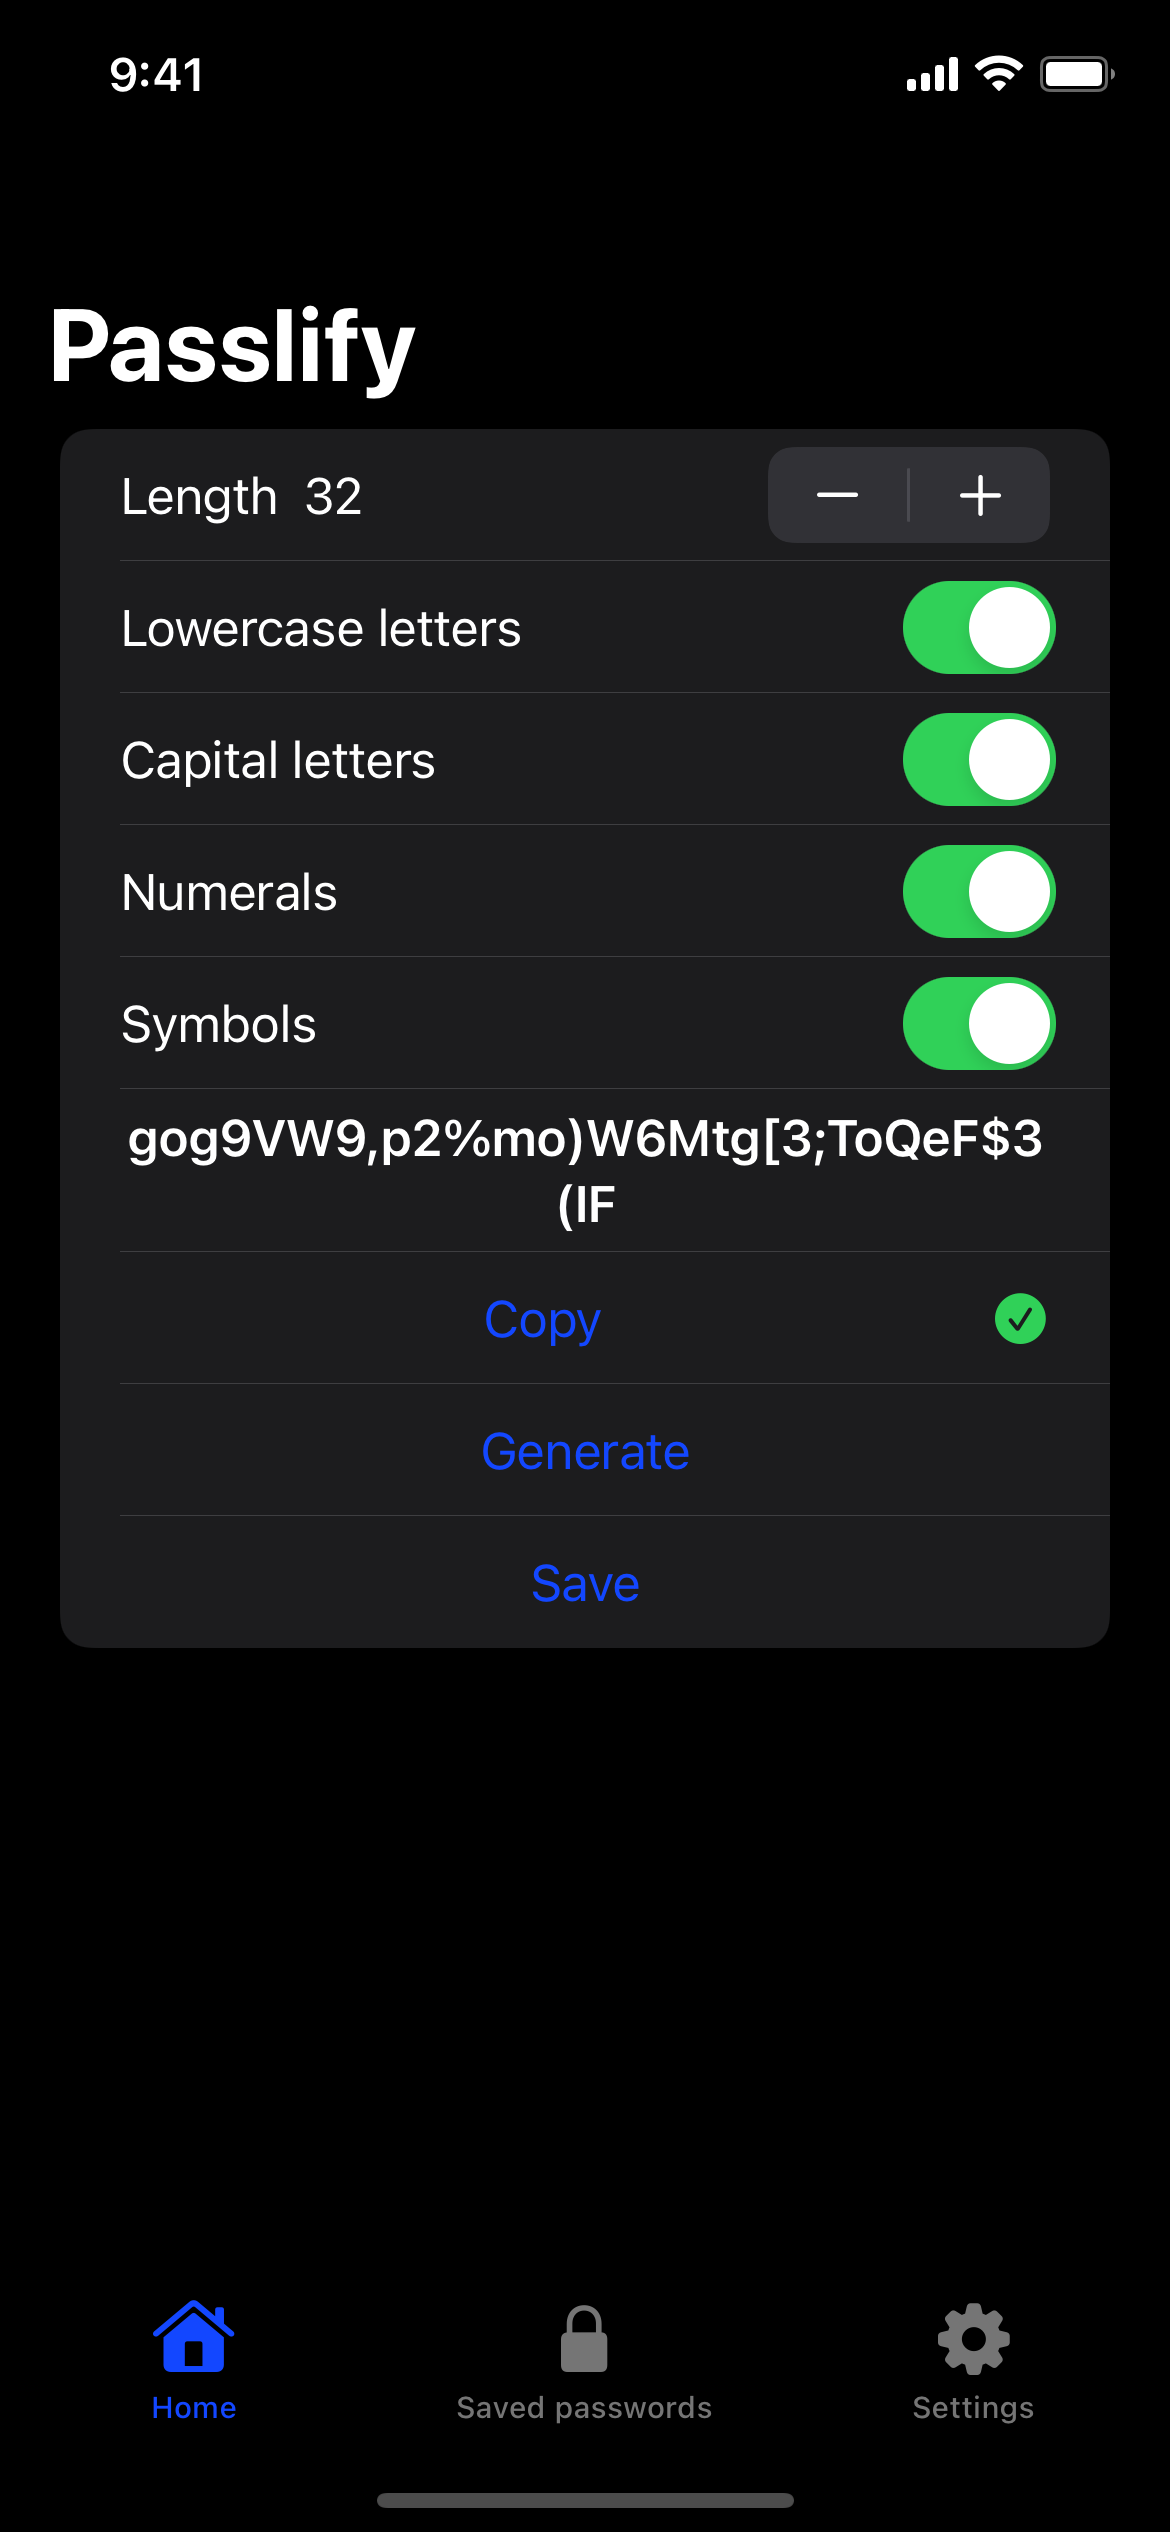 9:41
Passlify
Length 32
Lowercase letters
Capital letters
Numerals
Symbols
gog9VW9,p2%mo)W6Mtg[3;ToQeF$3
(IF
Copy
Generate
Save
Home
Saved passwords
Settings